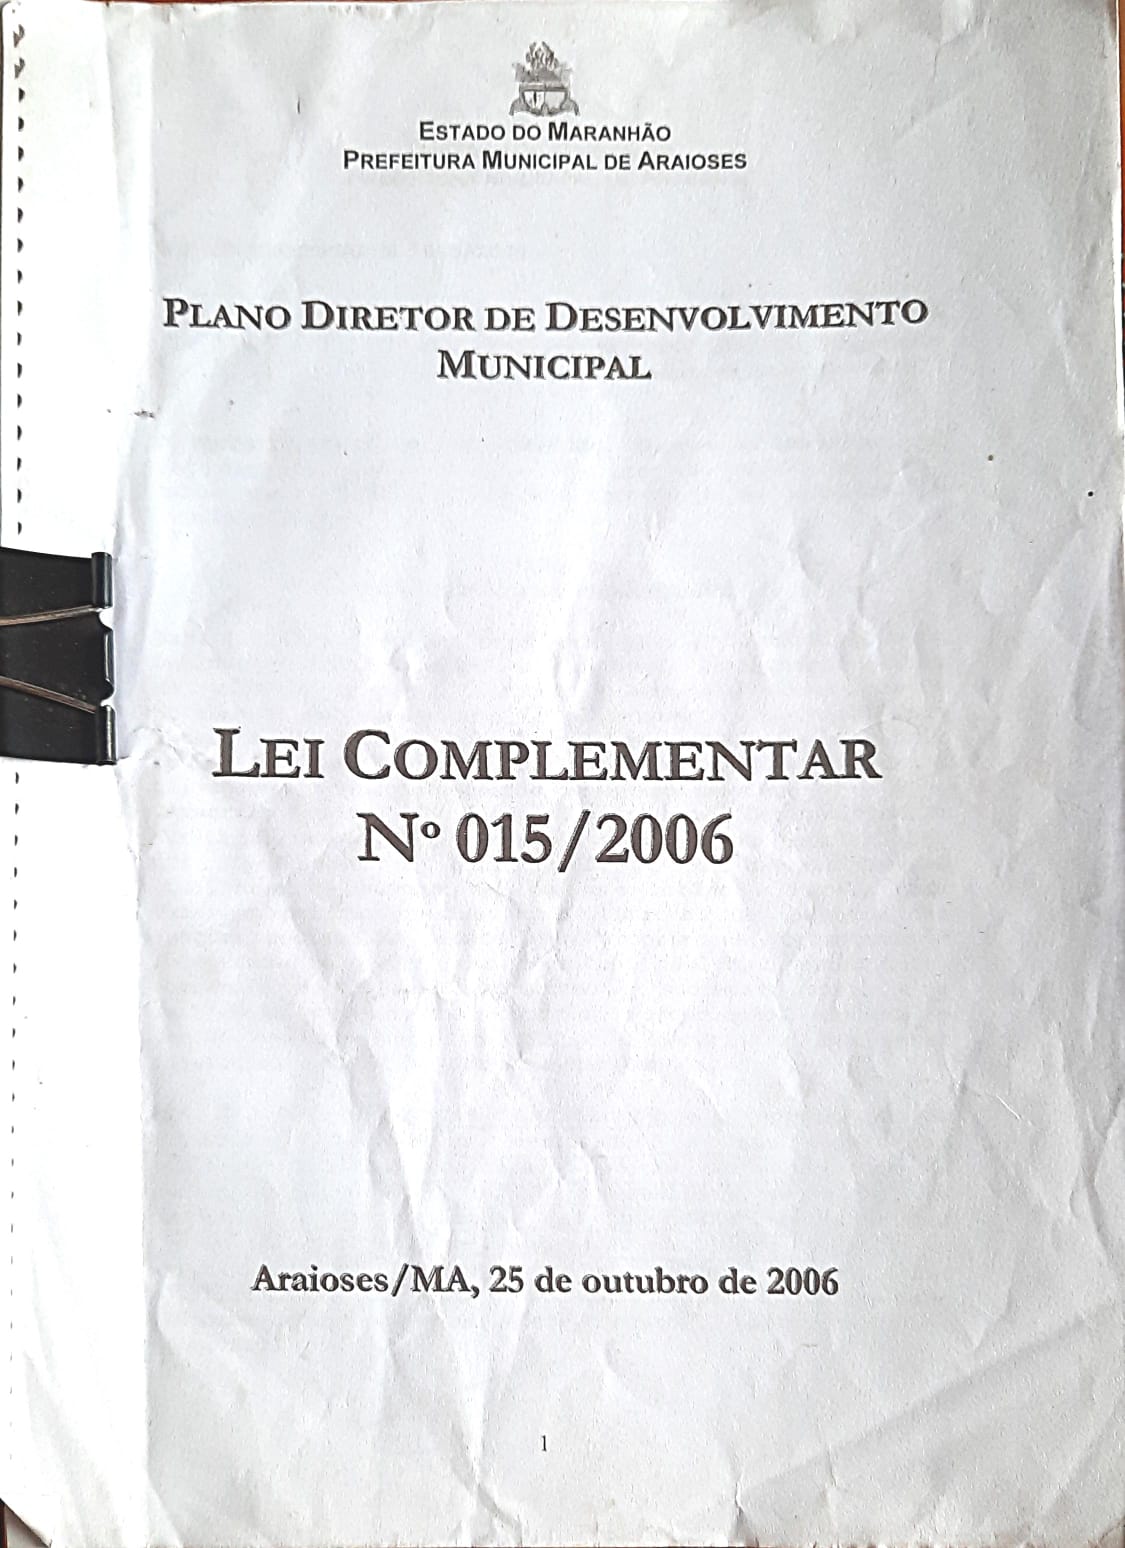 ESTADO DO MARANHÃO
PREFEITURA MUNICIPAL DE ARAIOSES
PLANO DIRETOR DE DESENVOLVIMENTO
MUNICIPAL
LEI COMPLEMENTAR
Nº 015/2006
Araioses/MA, 25 de outubro de 2006
1